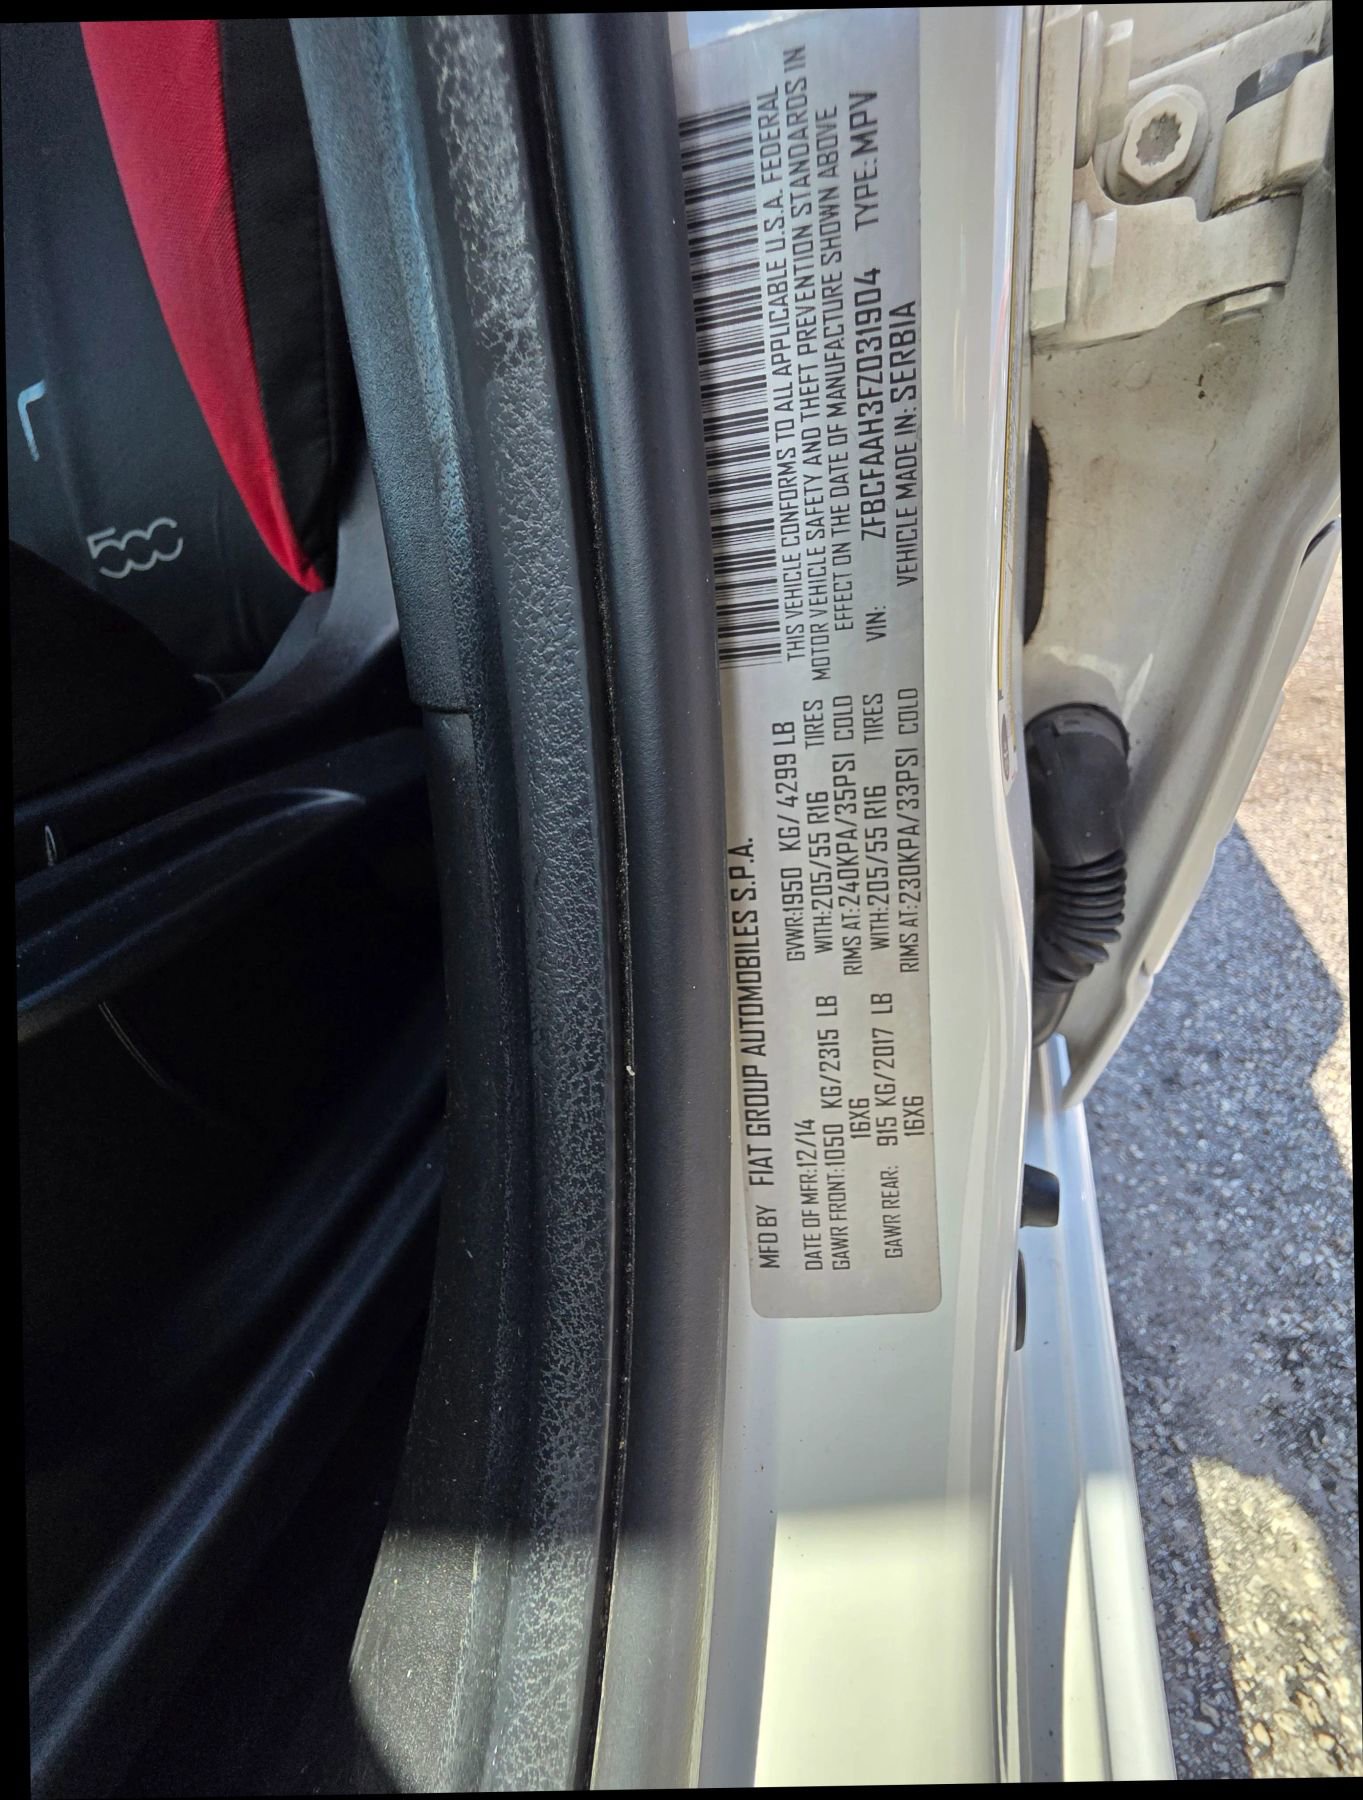 MFD BY FIAT GROUP AUTOMOBILES S.P.A.
DATE OF MFR:12/14 GVWR:1950 KG/ 4299 LB
GAWR FRONT:1050 KG/2315 LB WITH:205/55 R16 TIRES
16X6 RIMS AT:240KPA/35PSI COLD
GAWR REAR: 915 KG/2017 LB WITH:205/55 R16 TIRES
16X6 RIMS AT:230KPA/33PSI COLD
THIS VEHICLE CONFORMS TO ALL APPLICABLE U.S.A. FEDERAL
MOTOR VEHICLE SAFETY AND THEFT PREVENTION STANDARDS IN
EFFECT ON THE DATE OF MANUFACTURE SHOWN ABOVE
VIN: ZFBCFAAH3FZ031904 TYPE:MPV
VEHICLE MADE IN: SERBIA
500